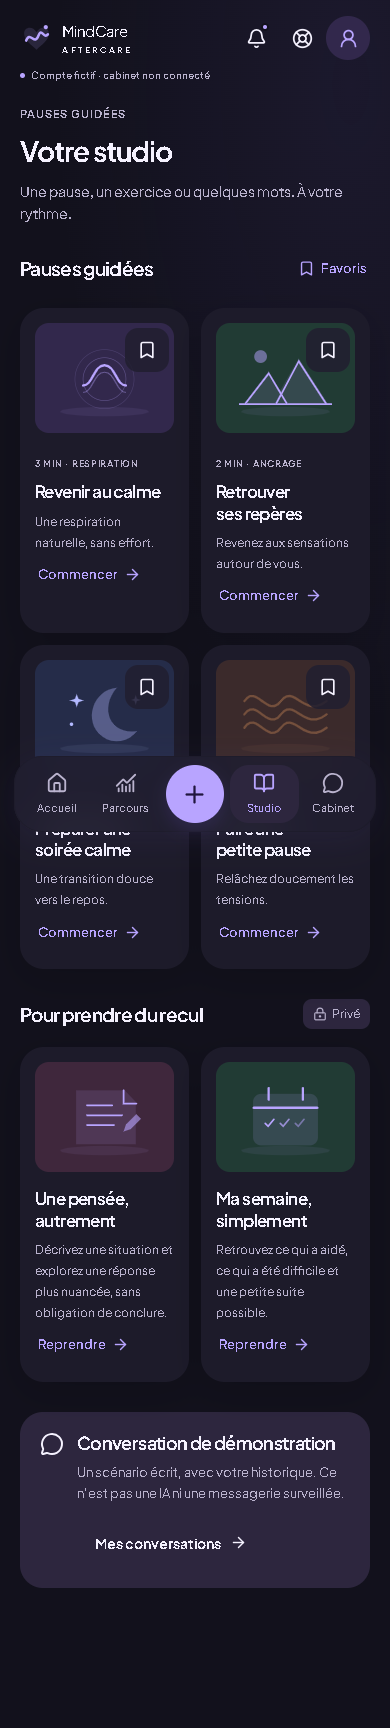 MindCare
AFTERCARE
Compte fictif · cabinet non connecté
PAUSES GUIDÉES
Votre studio
Une pause, un exercice ou quelques mots. À votre
rythme.
Pauses guidées
Favoris
3 MIN · RESPIRATION
Revenir au calme
Une respiration
naturelle, sans effort.
Commencer
2 MIN · ANCRAGE
Retrouver
ses repères
Revenez aux sensations
autour de vous.
Commencer
Accueil
Parcours
Studio
Cabinet
soirée calme
Une transition douce
vers le repos.
Commencer
petite pause
Relâchez doucement les
tensions.
Commencer
Pour prendre du recul
Privé
Une pensée,
autrement
Décrivez une situation et
explorez une réponse
plus nuancée, sans
obligation de conclure.
Reprendre
Ma semaine,
simplement
Retrouvez ce qui a aidé,
ce qui a été difficile et
une petite suite
possible.
Reprendre
Conversation de démonstration
Un scénario écrit, avec votre historique. Ce
n'est pas une IA ni une messagerie surveillée.
Mes conversations